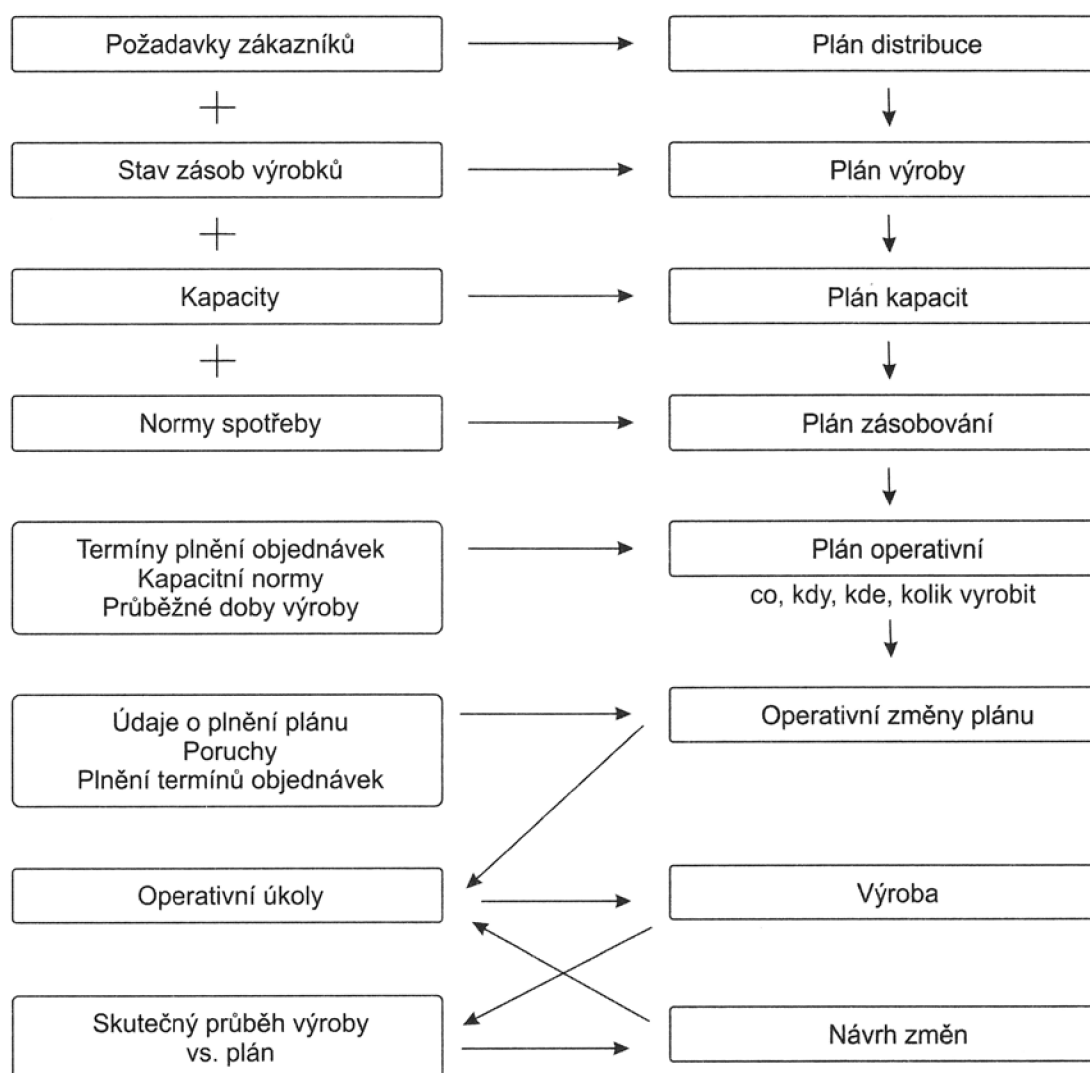 Požadavky zákazníků
Plán distribuce
Stav zásob výrobků
Plán výroby
Kapacity
Plán kapacit
Normy spotřeby
Plán zásobování
Termíny plnění objednávek
Kapacitní normy
Průběžné doby výroby
Plán operativní
co, kdy, kde, kolik vyrobit
Údaje o plnění plánu
Poruchy
Plnění termínů objednávek
Operativní změny plánu
Operativní úkoly
Výroba
Skutečný průběh výroby
vs. plán
Návrh změn